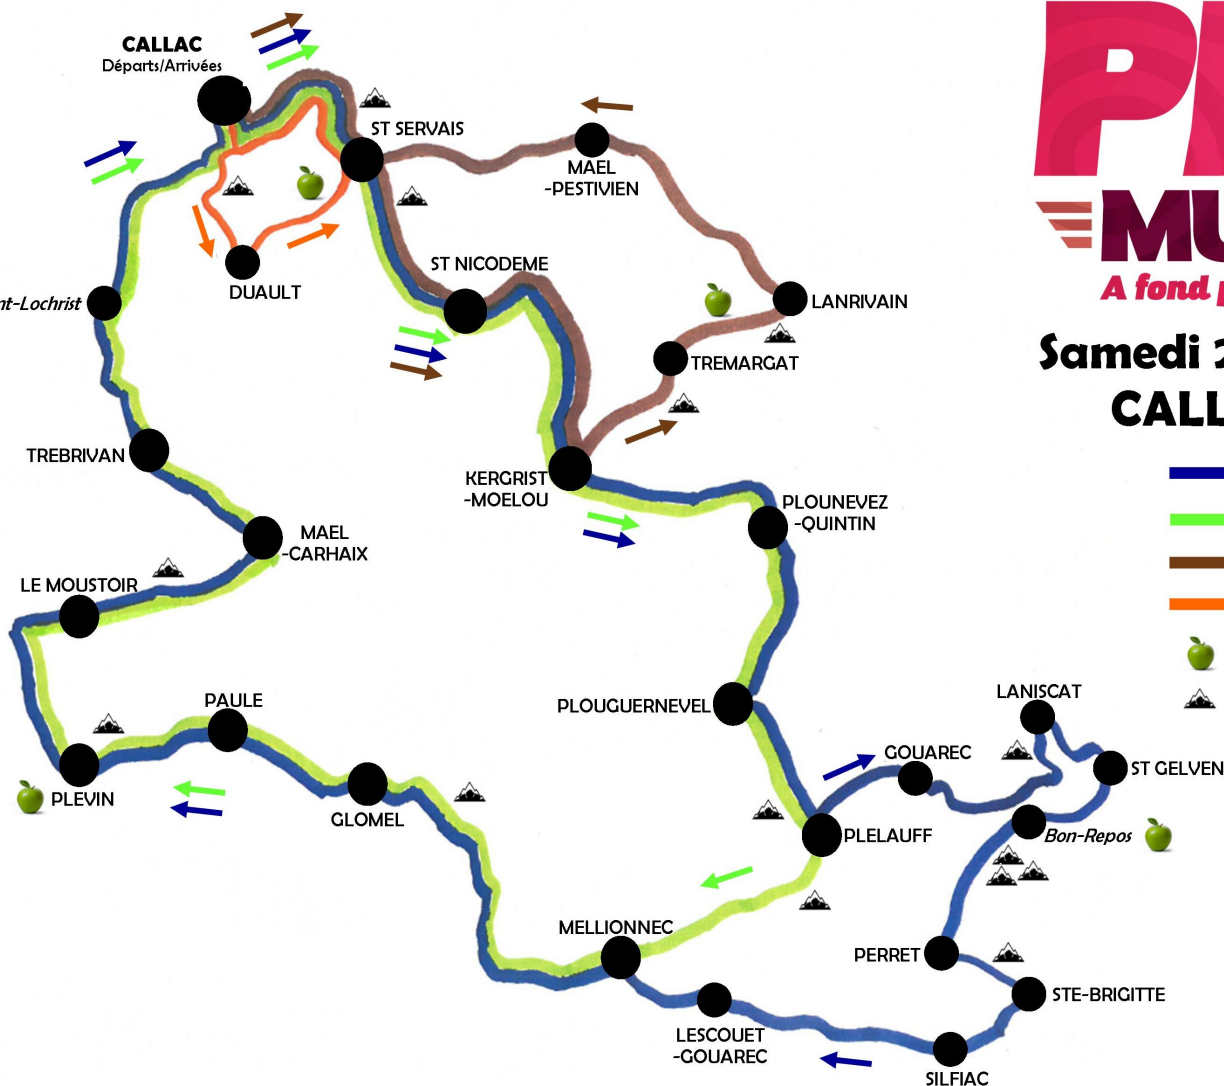 CALLAC
Départs/Arrivées
ST SERVAIS
MAEL
-PESTIVIEN
DUAULT
ST NICODEME
nt-Lochrist
LANRIVAIN
TREMARGAT
A fond p
Samedi 2
CALL
TREBRIVAN
KERGRIST
-MOELOU
PLOUNEVEZ
-QUINTIN
MAEL
-CARHAIX
LE MOUSTOIR
PAULE
PLOUGUERNEVEL
LANISCAT
GOUAREC
ST GELVEN
PLEVIN
GLOMEL
PLELAUFF
Bon-Repos
MELLIONNEC
PERRET
STE-BRIGITTE
LESCOUET
-GOUAREC
SILFIAC